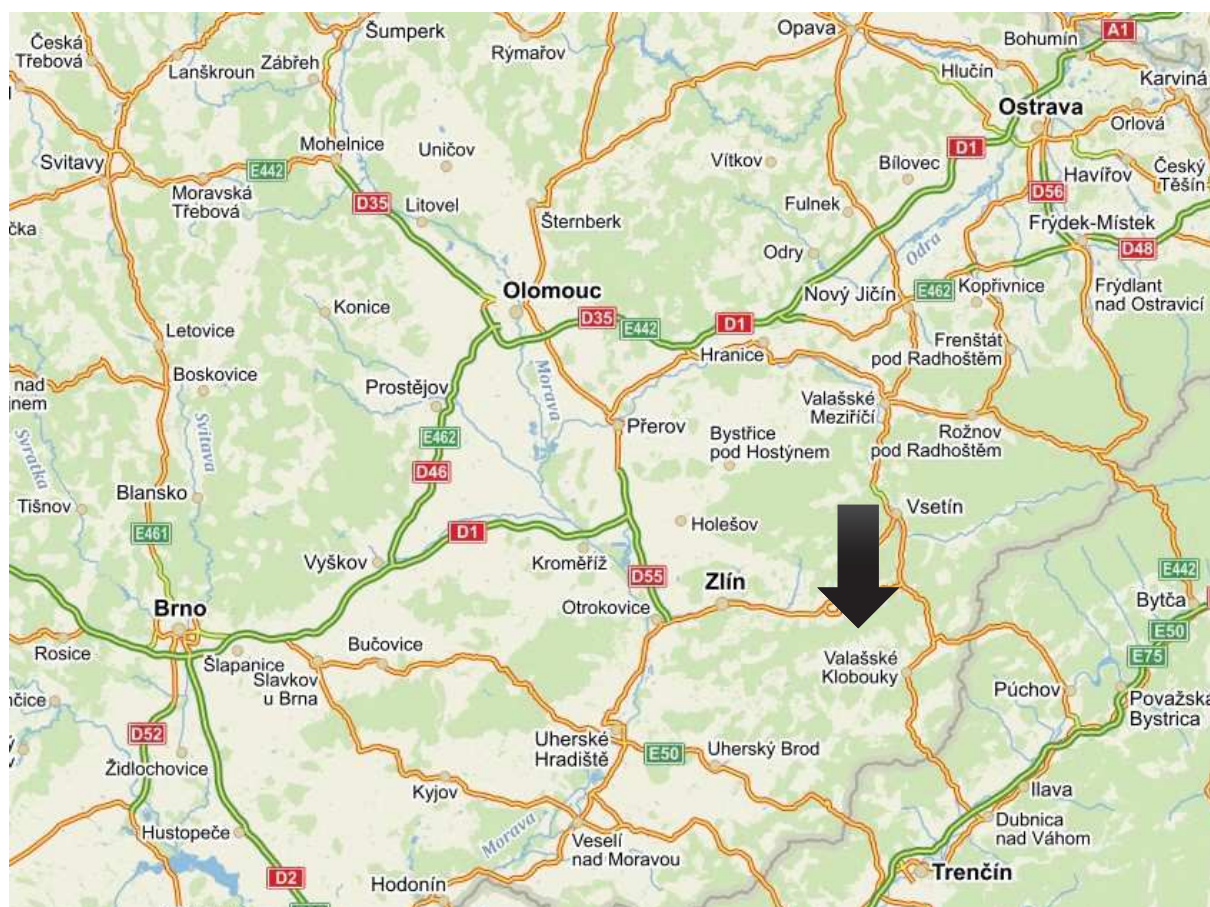 Šumperk
Opava
A1
Česká
Třebová
Lanškroun
Zábřeh
Rýmařov
Bohumín
Hlučín
Karviná
Ostrava
Orlová
Svitavy
E442
Mohelnice
Uničov
Vítkov
Bílovec
D1
Havířov
Český
Těšín
Moravská
Třebová
D35
Litovel
Šternberk
Fulnek
D56
Frýdek-Místek
D48
čka
Odry
Odra
Konice
Olomouc
D35
E442
D1
Nový Jičín
E462
Kopřivnice
Frýdlant
nad Ostravicí
Letovice
Hranice
Frenštát
pod Radhoštěm
nad
jnem
Boskovice
Prostějov
Morava
Valašské
Meziříčí
Svratka
Svitava
E462
Přerov
Bystřice
pod Hostýnem
Rožnov
pod Radhoštěm
D46
Tišnov
Blansko
E461
D1
Holešov
Vsetín
Vyškov
Kroměříž
D55
Zlín
E442
Bytča
Brno
Otrokovice
E50
Rosice
Šlapanice
Slavkov
u Brna
Bučovice
Valašské
Klobouky
E75
Púchov
Považská
Bystrica
nčice
D52
Uherské
Hradiště
E50
Uherský Brod
Židlochovice
Kyjov
Ilava
Hustopeče
Morava
Veselí
nad Moravou
Dubnica
nad Váhom
D2
Hodonín
Trenčín